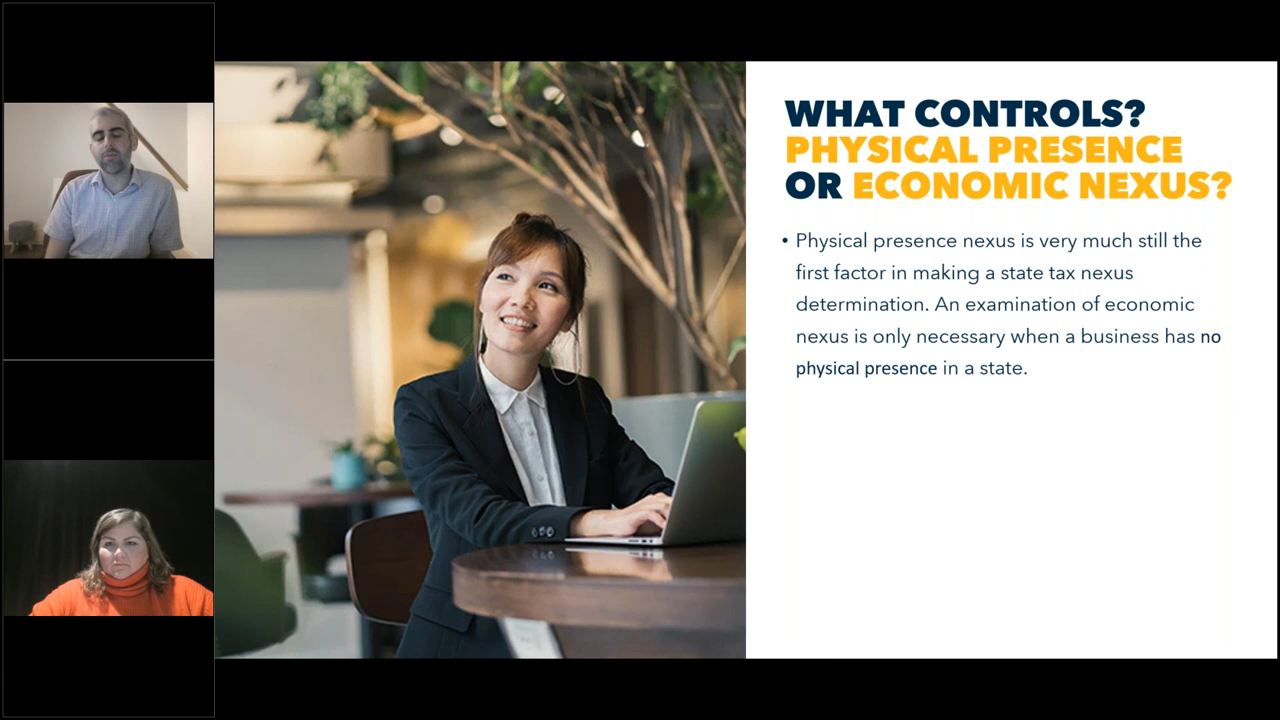 WHAT CONTROLS?
PHYSICAL PRESENCE
OR ECONOMIC NEXUS?
• Physical presence nexus is very much still the
first factor in making a state tax nexus
determination. An examination of economic
nexus is only necessary when a business has no
physical presence in a state.